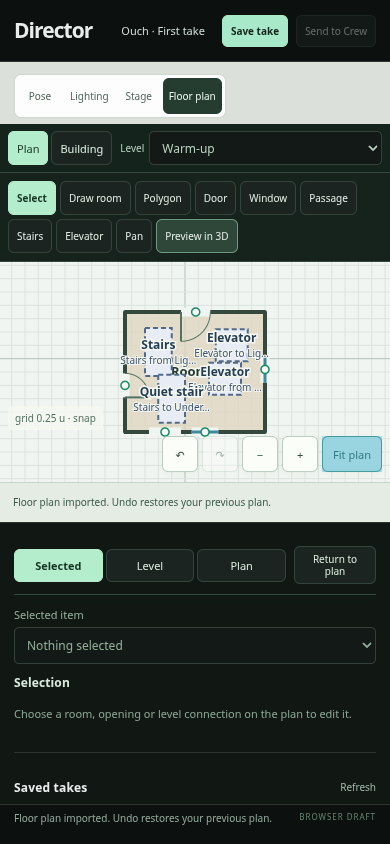 Director
Ouch · First take
Save take
Send to Crew
Pose
Lighting
Stage
Floor plan
Plan
Building
Level
Warm-up
Select
Draw room
Polygon
Door
Window
Passage
Stairs
Elevator
Pan
Preview in 3D
Stairs
Stairs from Lig...
Elevator
Elevator to Lig...
Elevator
Elevator from ...
Quiet stair
Stairs to Under...
grid 0.25 u · snap
↶
↷
−
+
Fit plan
Floor plan imported. Undo restores your previous plan.
Selected
Level
Plan
Return to
plan
Selected item
Nothing selected
Selection
Choose a room, opening or level connection on the plan to edit it.
Saved takes
Refresh
Floor plan imported. Undo restores your previous plan.
BROWSER DRAFT